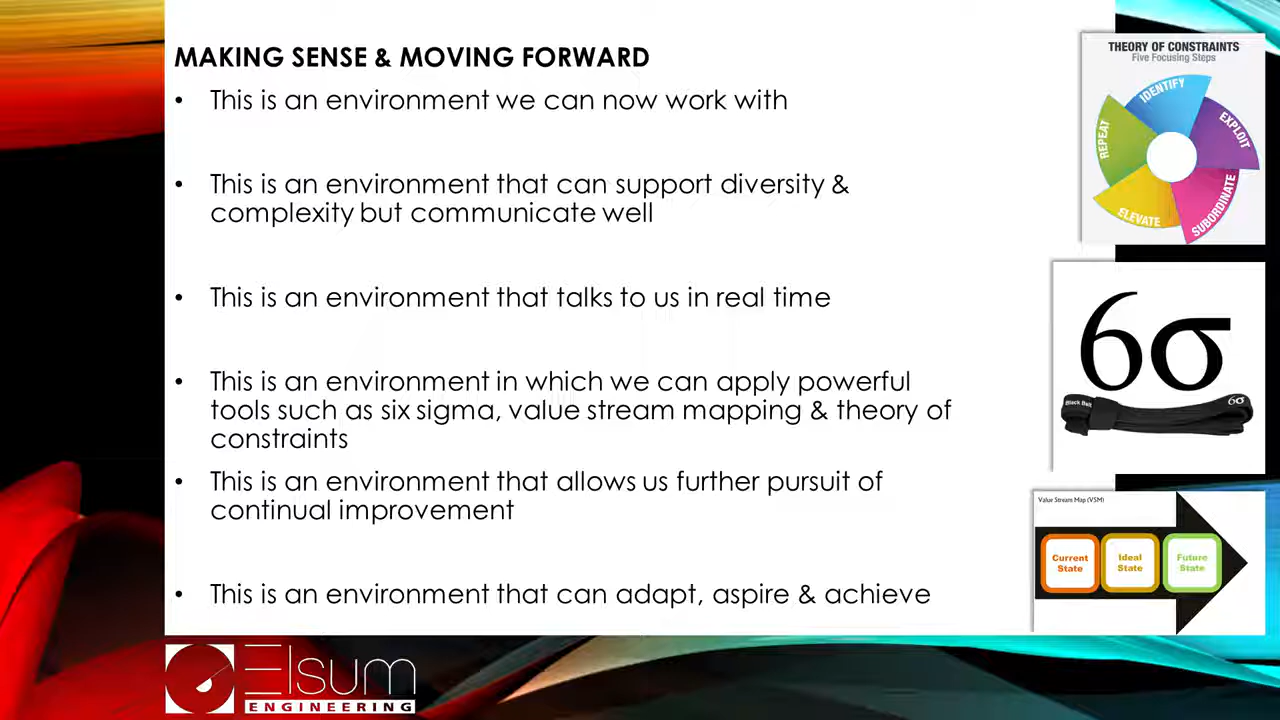 MAKING SENSE & MOVING FORWARD
• This is an environment we can now work with
• This is an environment that can support diversity &
complexity but communicate well
• This is an environment that talks to us in real time
• This is an environment in which we can apply powerful
tools such as six sigma, value stream mapping & theory of
constraints
• This is an environment that allows us further pursuit of
continual improvement
• This is an environment that can adapt, aspire & achieve
THEORY OF CONSTRAINTS
Five Focusing Steps
IDENTIFY
EXPLOIT
SUBORDINATE
ELEVATE
REPEAT
6σ
Black Belt
6σ
Value Stream Map (VSM)
Current
State
Ideal
State
Future
State
Elsum
ENGINEERING